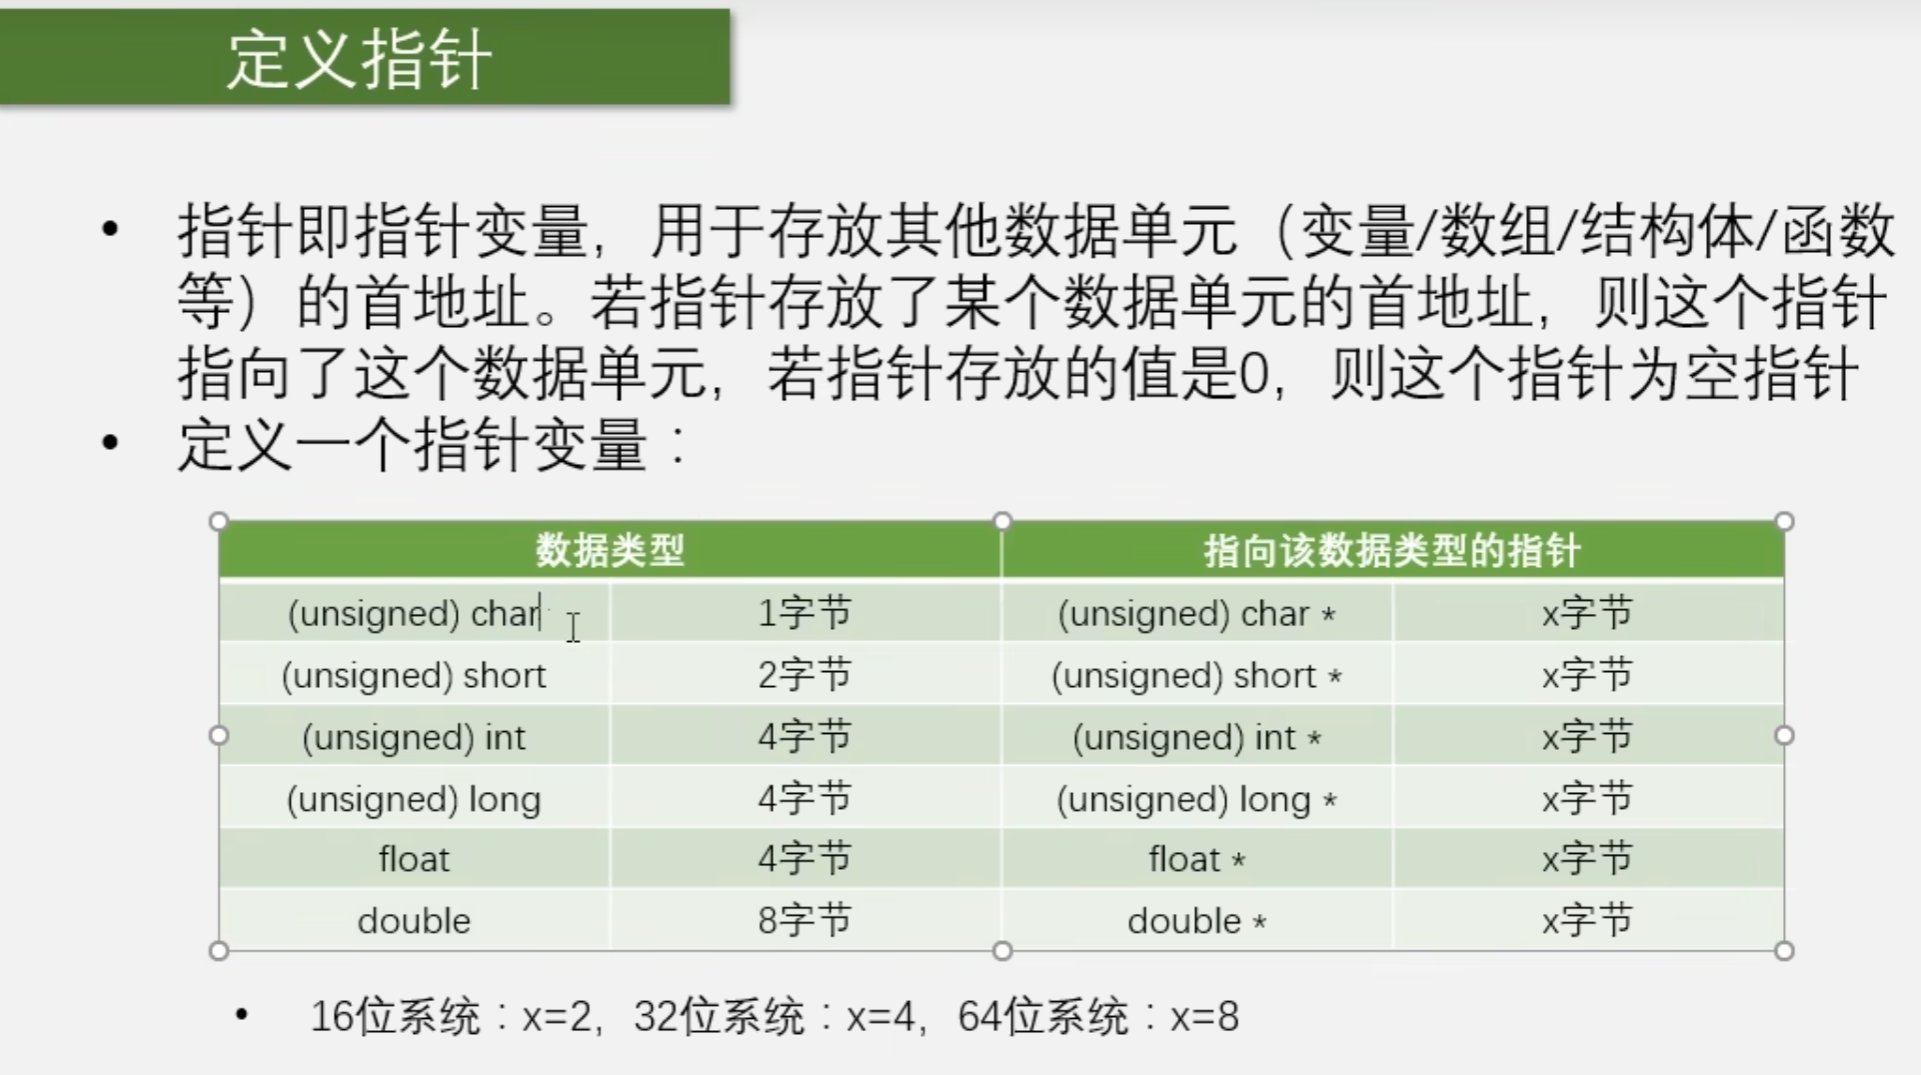 定义指针
• 指针即指针变量，用于存放其他数据单元（变量/数组/结构体/函数
等）的首地址。若指针存放了某个数据单元的首地址，则这个指针
指向了这个数据单元，若指针存放的值是0，则这个指针为空指针
• 定义一个指针变量：
数据类型 指向该数据类型的指针
(unsigned) char 1字节 (unsigned) char * x字节
(unsigned) short 2字节 (unsigned) short * x字节
(unsigned) int 4字节 (unsigned) int * x字节
(unsigned) long 4字节 (unsigned) long * x字节
float 4字节 float * x字节
double 8字节 double * x字节
• 16位系统：x=2，32位系统：x=4，64位系统：x=8